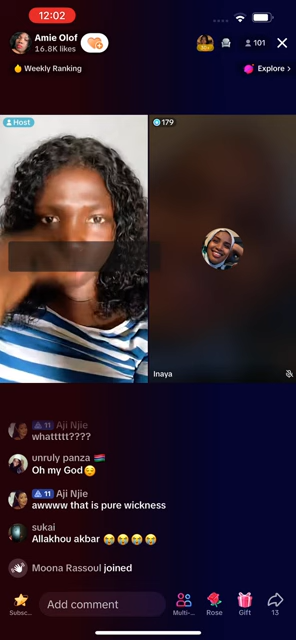 12:02
Amie Olof
16.8K likes
101
Weekly Ranking
Explore >
Host
179
Inaya
11 Aji Njie
whattttt????
unruly panza 🇲🇼
Oh my God☺️
11 Aji Njie
awwww that is pure wickness
sukai
Allakhou akbar 😭😭😭😭
Moona Rassoul joined
Subsc...
Add comment
Multi-...
Rose
Gift
13